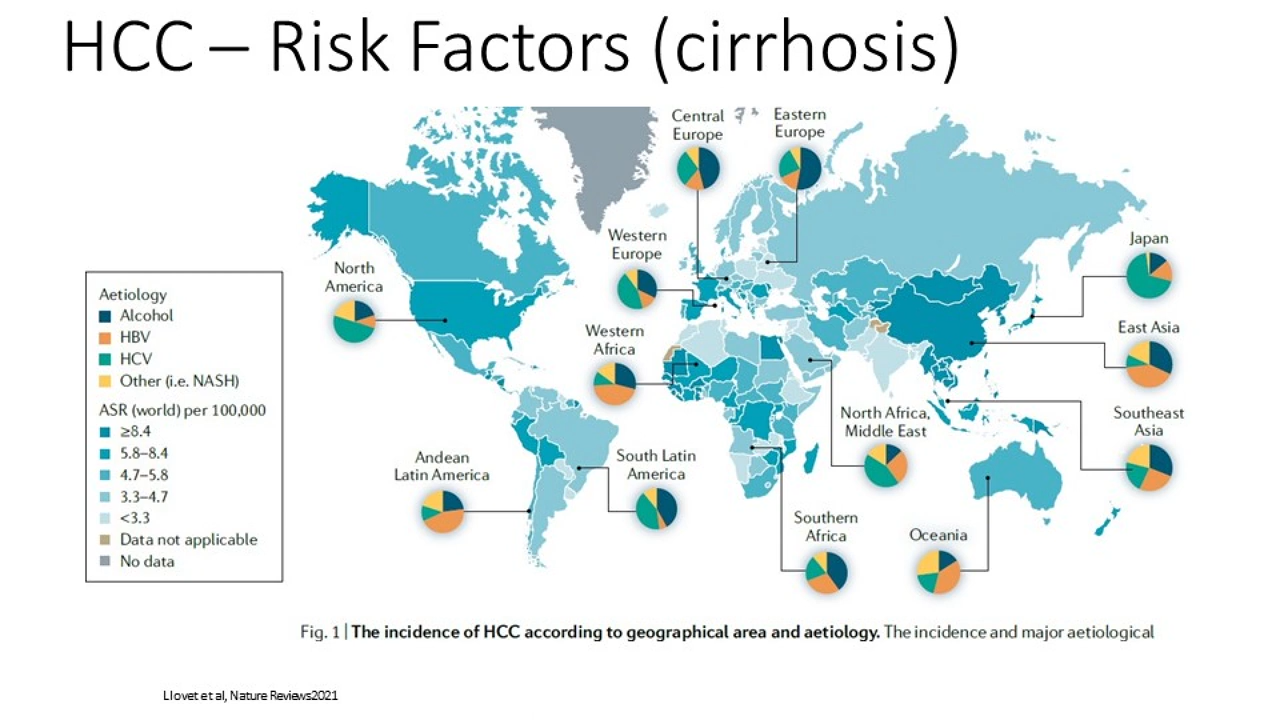 HCC – Risk Factors (cirrhosis)
Central
Europe
Eastern
Europe
Western
Europe
Japan
North
America
Aetiology
Alcohol
HBV
HCV
Other (i.e. NASH)
ASR (world) per 100,000
≥8.4
5.8–8.4
4.7–5.8
3.3–4.7
<3.3
Data not applicable
No data
Western
Africa
East Asia
North Africa,
Middle East
Southeast
Asia
Andean
Latin America
South Latin
America
Southern
Africa
Oceania
Fig. 1 | The incidence of HCC according to geographical area and aetiology. The incidence and major aetiological
Llovet et al, Nature Reviews2021